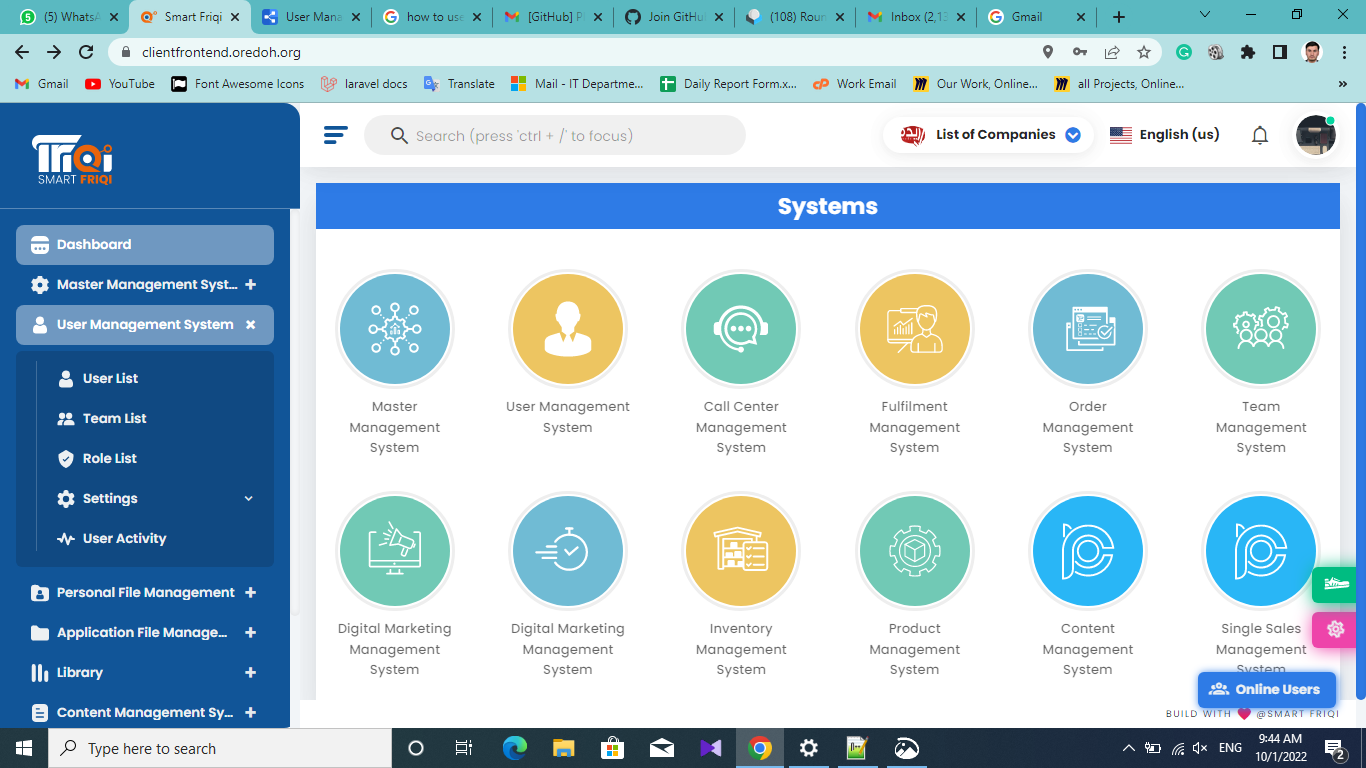 (5) WhatsA
Smart Friqi
User Mana
how to use
[GitHub] Pl
Join GitHu
(108) Roun
Inbox (2,13
Gmail
clientfrontend.oredoh.org
Gmail
YouTube
Font Awesome Icons
laravel docs
Translate
Mail - IT Departme...
Daily Report Form.x...
Work Email
Our Work, Online...
all Projects, Online...
»
SMART FRIQI
Search (press 'ctrl + /' to focus)
List of Companies
English (us)
Dashboard
Master Management Syst...
User Management System
User List
Team List
Role List
Settings
User Activity
Personal File Management
Application File Manage...
Library
Content Management Sy...
Systems
Master
Management
System
User Management
System
Call Center
Management
System
Fulfilment
Management
System
Order
Management
System
Team
Management
System
Digital Marketing
Management
System
Digital Marketing
Management
System
Inventory
Management
System
Product
Management
System
Content
Management
System
Single Sales
Management
System
Online Users
BUILD WITH @SMART FRIQI
Type here to search
ENG
9:44 AM
10/1/2022
2